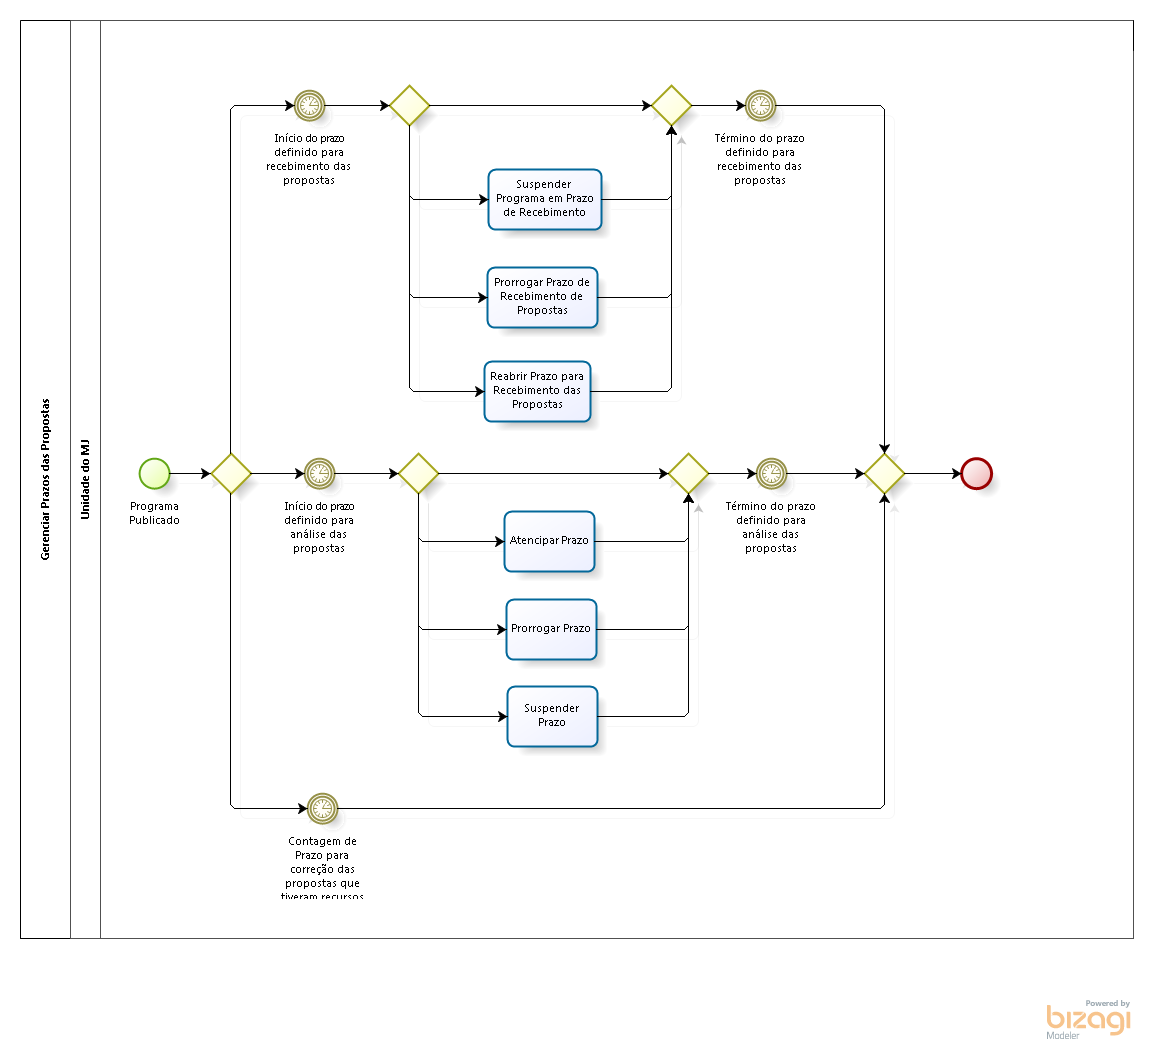 Gerenciar Prazos das Propostas
Unidade do MJ
Início do prazo
definido para
recebimento das
propostas
Término do prazo
definido para
recebimento das
propostas
Suspender
Programa em Prazo
de Recebimento
Prorrogar Prazo de
Recebimento de
Propostas
Reabrir Prazo para
Recebimento das
Propostas
Programa
Publicado
Início do prazo
definido para
análise das
propostas
Término do prazo
definido para
análise das
propostas
Atencipar Prazo
Prorrogar Prazo
Suspender
Prazo
Contagem de
Prazo para
correção das
propostas que
tiveram recursos
Powered by
bizagi
Modeler